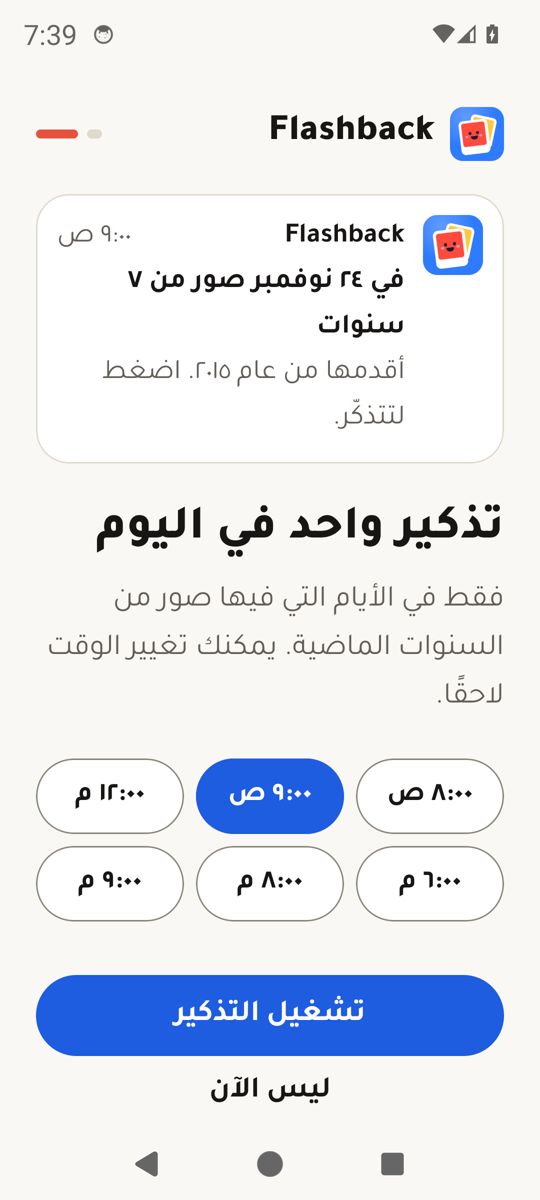 7:39
Flashback
Flashback
٩:٠٠ ص
في ٢٤ نوفمبر صور من ٧
سنوات
أقدمها من عام ٢٠١٥. اضغط
لتتذكّر.
تذكير واحد في اليوم
فقط في الأيام التي فيها صور من
السنوات الماضية. يمكنك تغيير الوقت
لاحقًا.
٨:٠٠ ص
٩:٠٠ ص
١٢:٠٠ م
٦:٠٠ م
٨:٠٠ م
٩:٠٠ م
تشغيل التذكير
ليس الآن